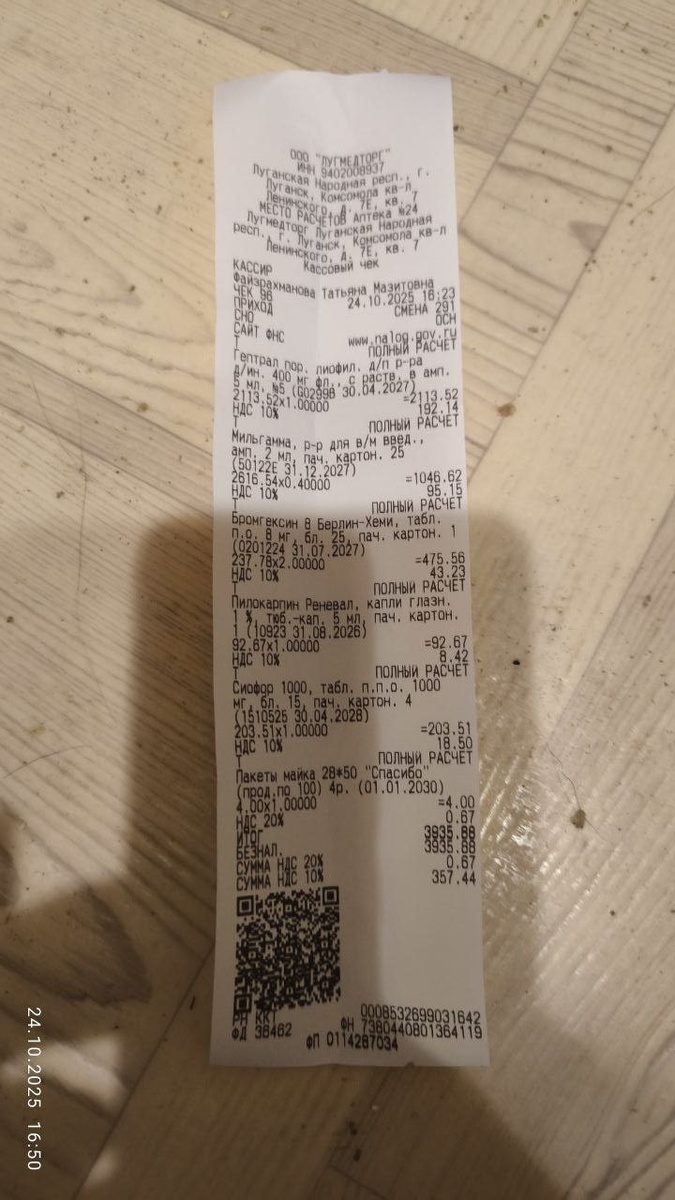 ООО "ЛУГМЕДТОРГ"
ИНН 9402008937
Луганская Народная респ., г.
Луганск, Комсомола кв-л,
Ленинского, д. 7Е, кв. 7
МЕСТО РАСЧЕТОВ Аптека №24
Лугмедторг Луганская Народная
респ., г. Луганск, Комсомола кв-л
Ленинского, д. 7Е, кв. 7
Кассовый чек
КАССИР
Файзрахманова Татьяна Мазитовна
ЧЕК 96 24.10.2025 16:23
ПРИХОД СМЕНА 291
СНО ОСН
САЙТ ФНС www.nalog.gov.ru
Т ПОЛНЫЙ РАСЧЕТ
Гептрал пор. лиофил. д/п р-ра
д/ин. 400 мг фл., с раств. в амп.
5 мл, №5 (G02998 30.04.2027)
2113.52х1.00000 =2113.52
НДС 10% 192.14
Т ПОЛНЫЙ РАСЧЕТ
Мильгамма, р-р для в/м введ.,
амп. 2 мл, пач. картон. 25
(50122E 31.12.2027)
2616.54х0.40000 =1046.62
НДС 10% 95.15
Т ПОЛНЫЙ РАСЧЕТ
Бромгексин 8 Берлин-Хеми, табл.
п.о. 8 мг, бл. 25, пач. картон. 1
(0201224 31.07.2027)
237.78х2.00000 =475.56
НДС 10% 43.23
Т ПОЛНЫЙ РАСЧЕТ
Пилокарпин Реневал, капли глазн.
1 %, тюб.-кап. 5 мл, пач. картон.
1 (10923 31.08.2026)
92.67х1.00000 =92.67
НДС 10% 8.42
Т ПОЛНЫЙ РАСЧЕТ
Сиофор 1000, табл. п.п.о. 1000
мг, бл. 15, пач. картон. 4
(1510525 30.04.2028)
203.51х1.00000 =203.51
НДС 10% 18.50
Т ПОЛНЫЙ РАСЧЕТ
Пакеты майка 28*50 "Спасибо"
(прод.по 100) 4р. (01.01.2030)
4.00х1.00000 =4.00
НДС 20% 0.67
ИТОГ 3935.88
БЕЗНАЛ. 3935.88
СУММА НДС 20% 0.67
СУММА НДС 10% 357.44
РН ККТ 0008532699031642
ФД 36462 ФН 7380440801364119
ФП 0114287034
24.10.2025 16:50